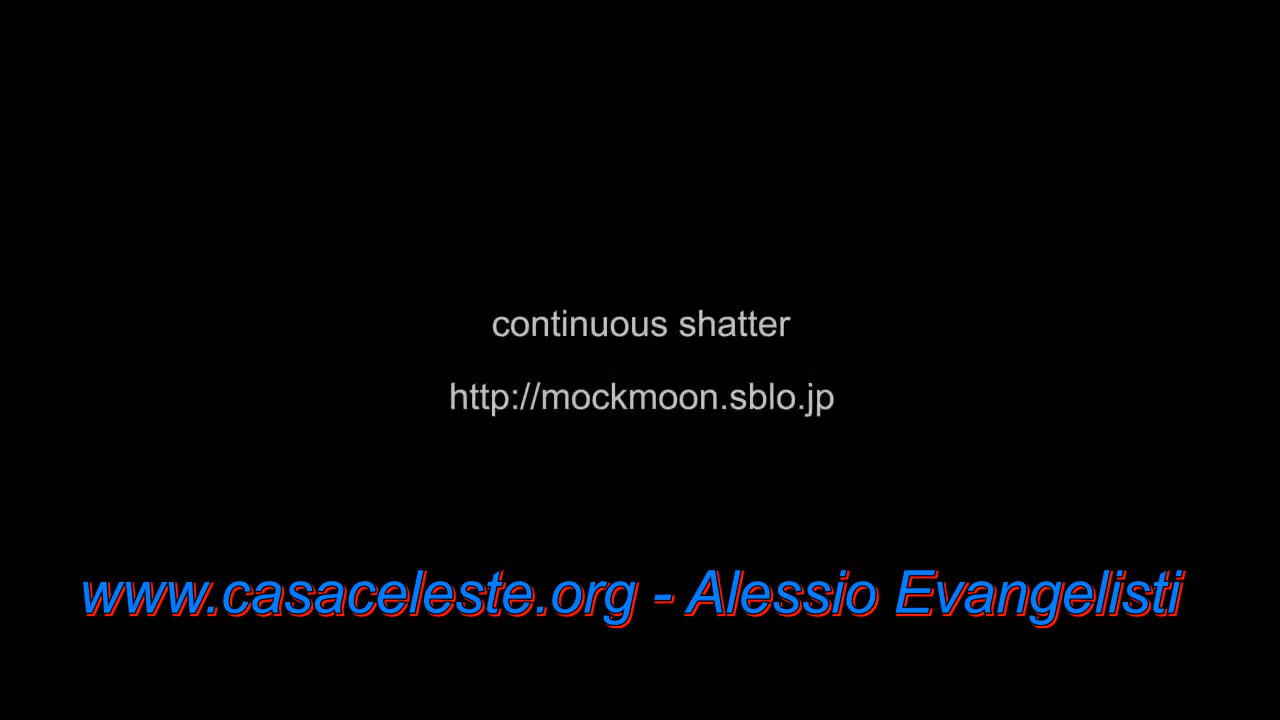 continuous shatter
http://mockmoon.sblo.jp
www.casaceleste.org - Alessio Evangelisti